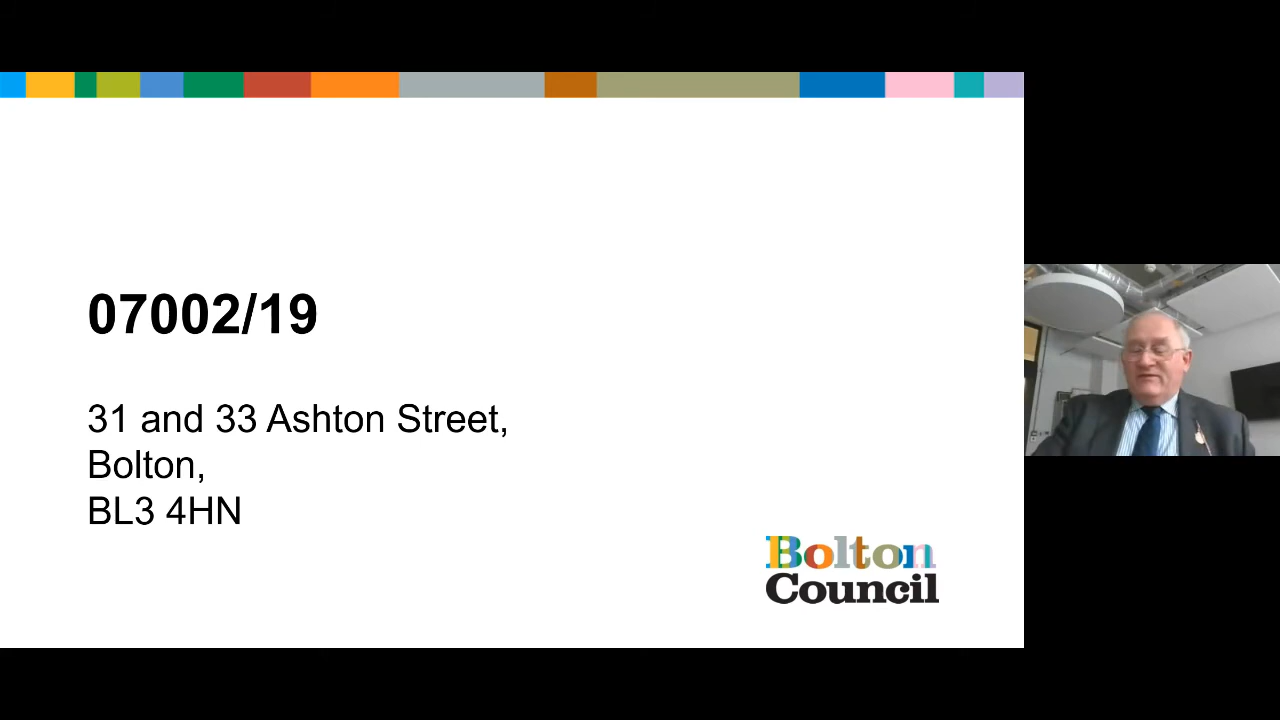 07002/19
31 and 33 Ashton Street,
Bolton,
BL3 4HN
Bolton
Council